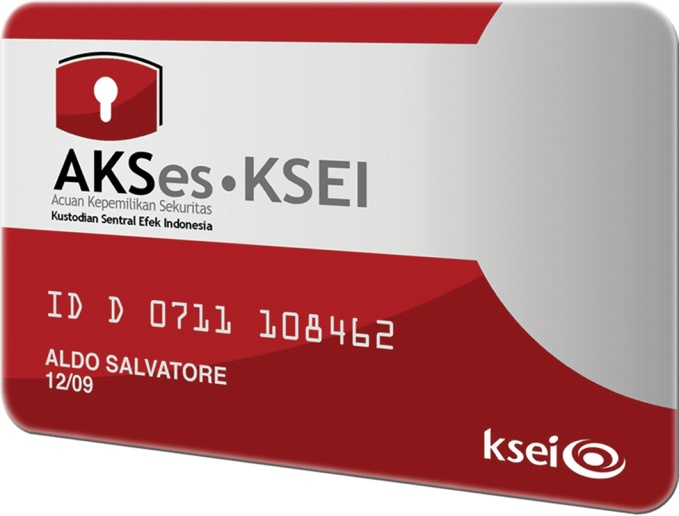 AKSes•KSEI
Acuan Kepemilikan Sekuritas
Kustodian Sentral Efek Indonesia
ID D 0711 108462
ALDO SALVATORE
12/09
ksei